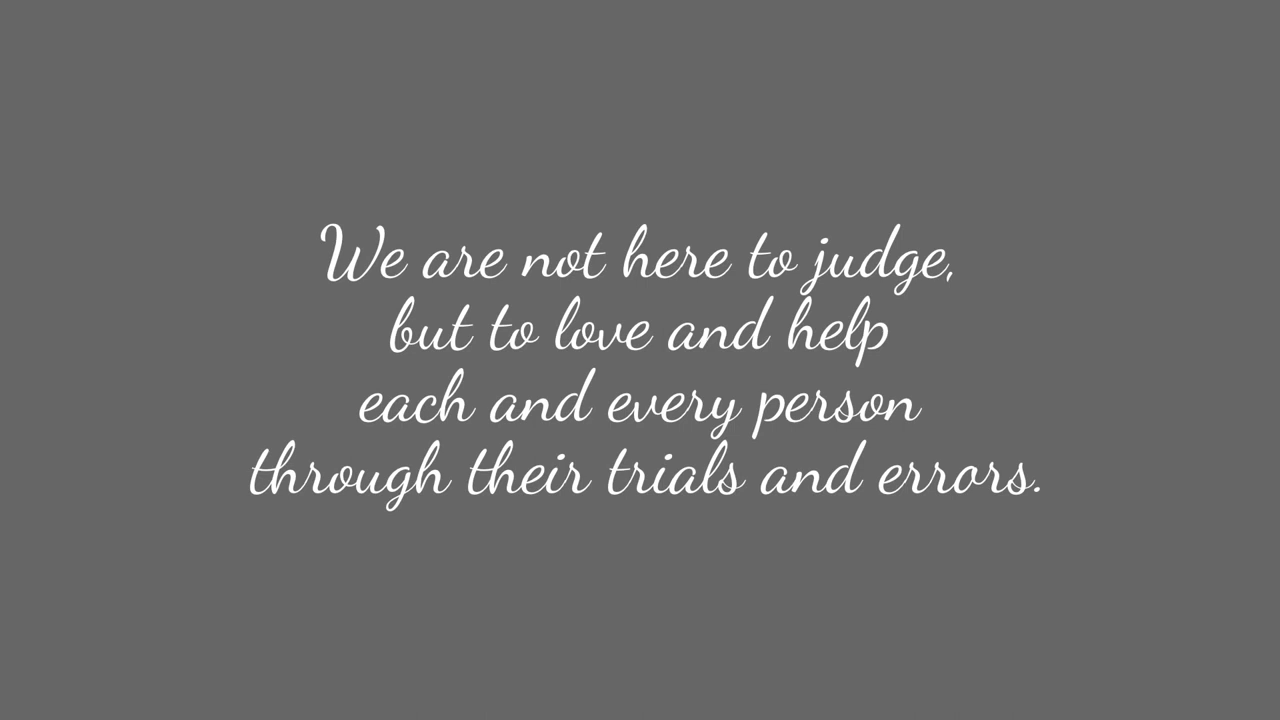 We are not here to judge,
but to love and help
each and every person
through their trials and errors.